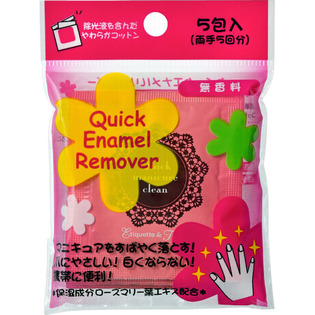 除光液を含んだ
やわらかコットン
5包入
(両手5回分)
無香料
Quick
Enamel
Remover
clean
Etiquette &
マニキュアをすばやく落とす!
爪にやさしい! 白くならない!
携帯に便利!
*保湿成分ローズマリー葉エキス配合*